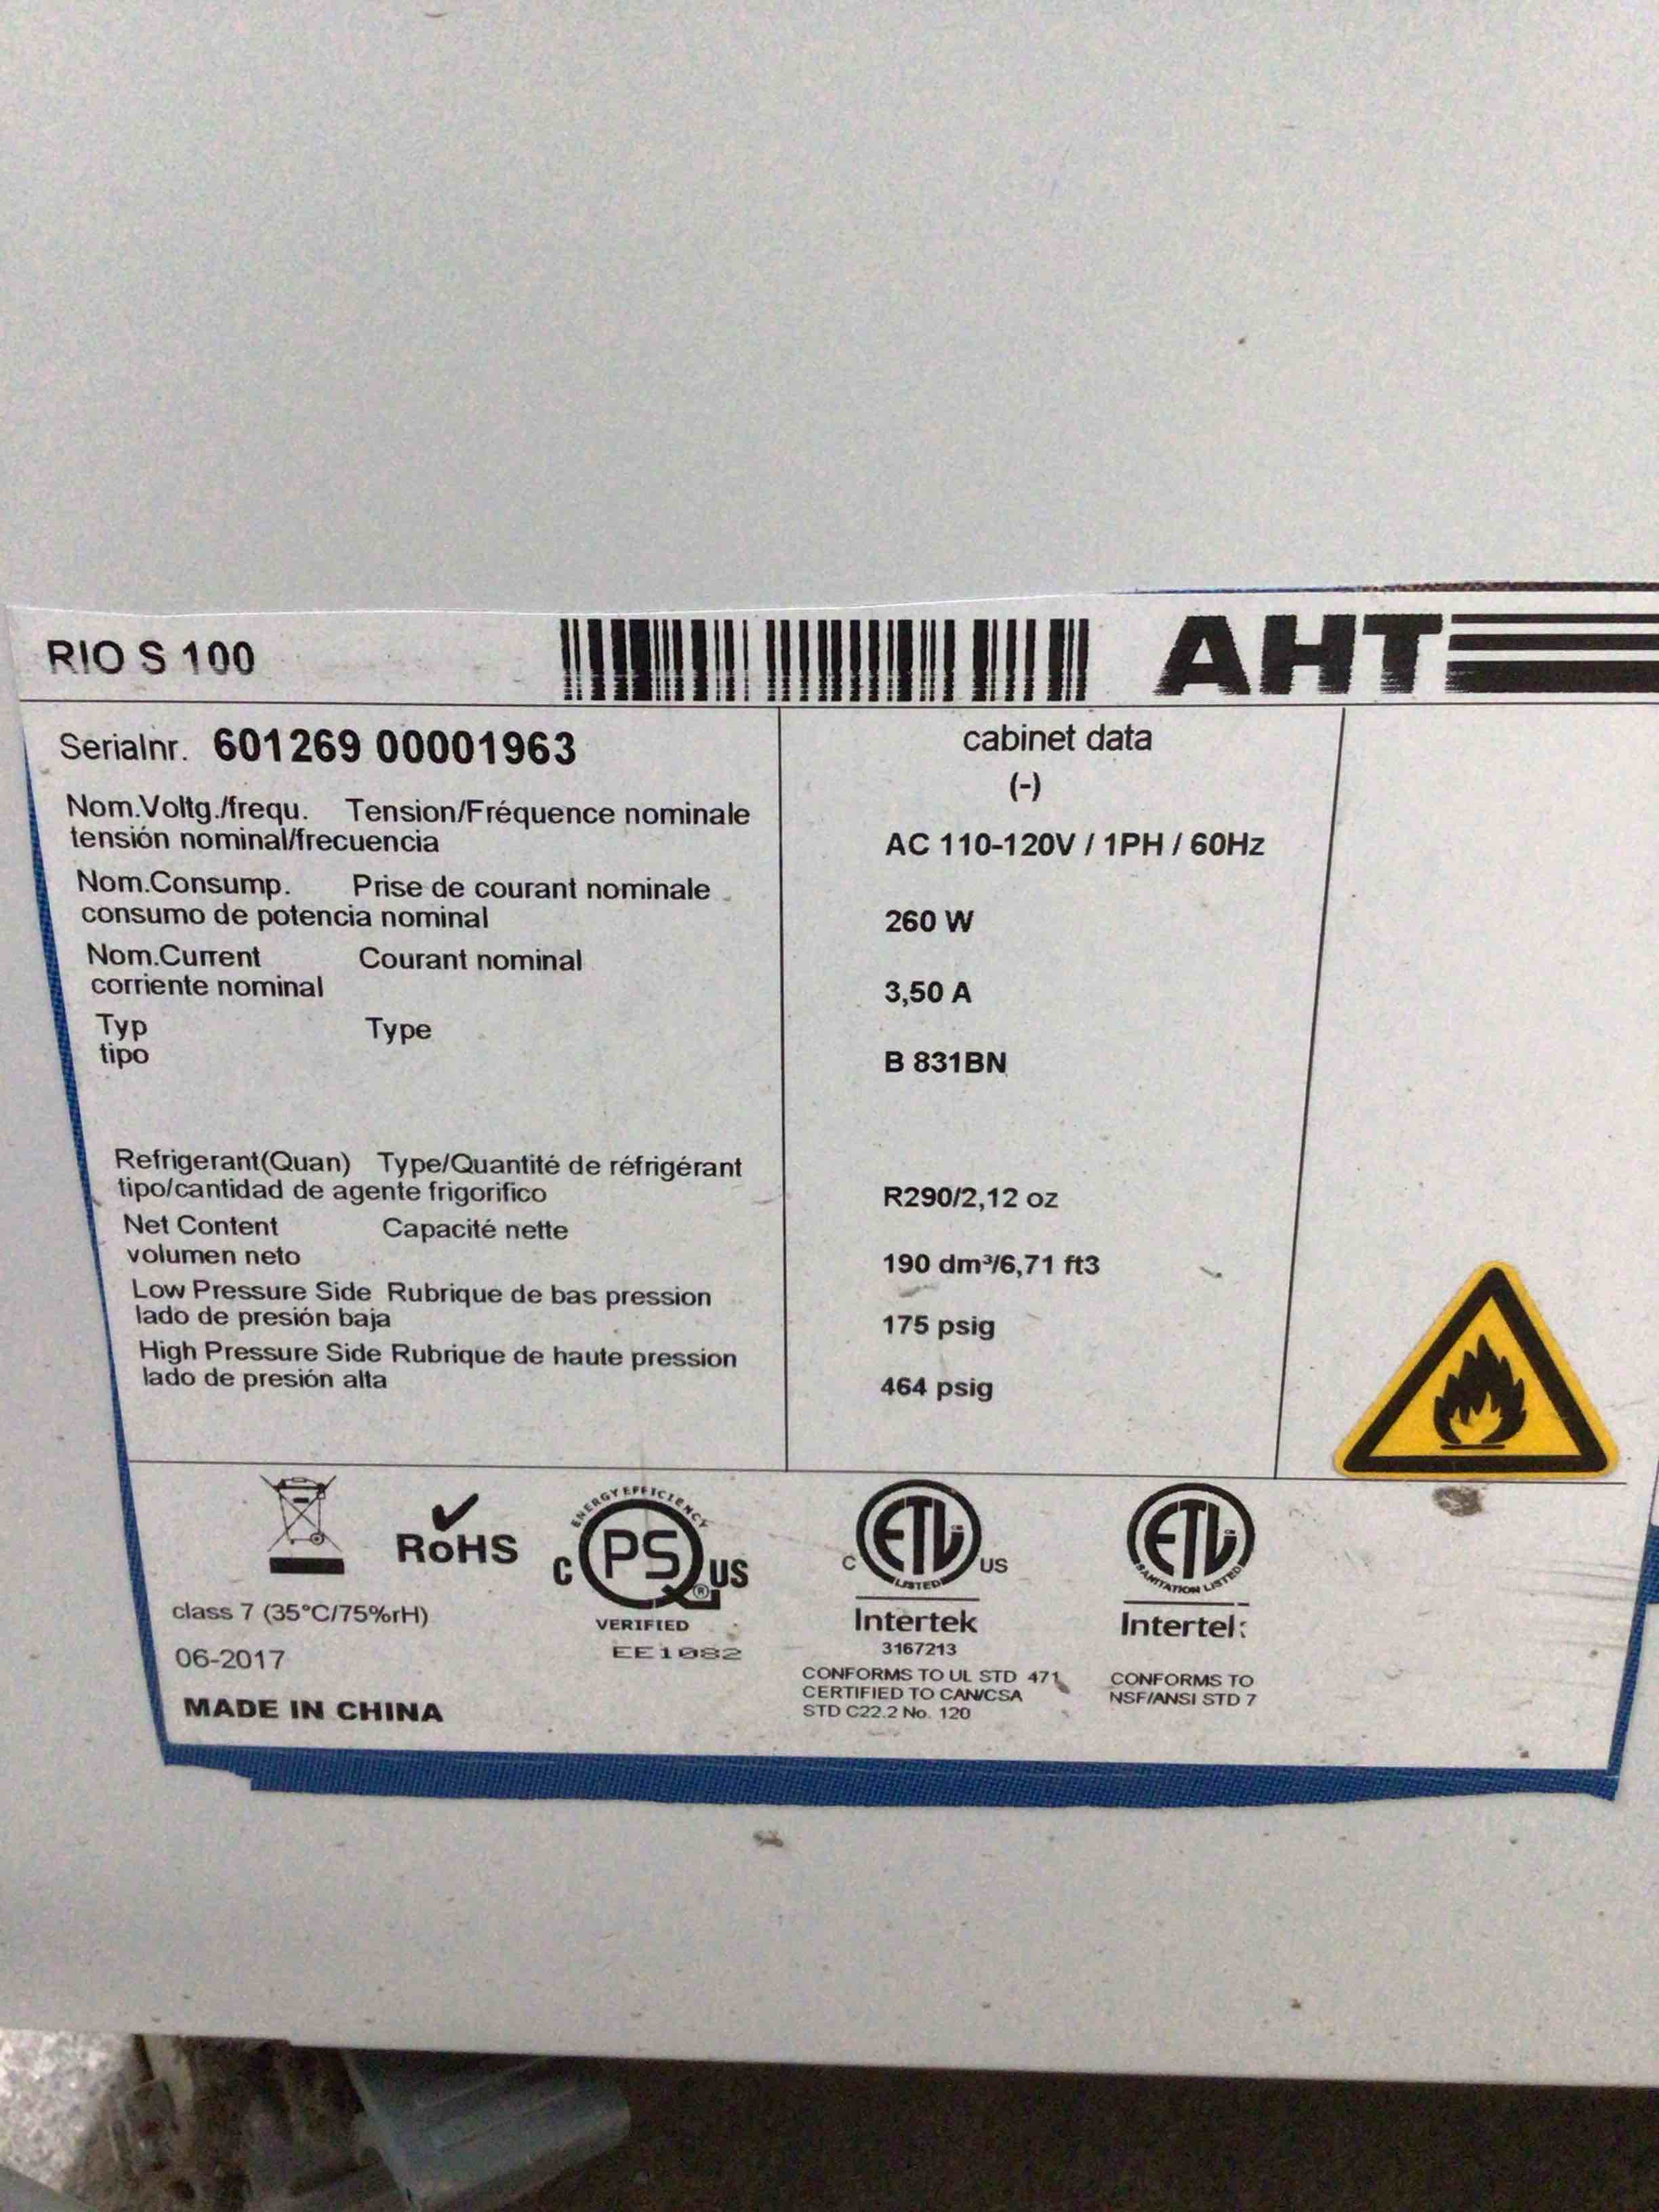 RIO S 100
AHT
Serialnr. 601269 00001963
cabinet data
(-)
Nom.Voltg./frequ. Tension/Fréquence nominale
tensión nominal/frecuencia
AC 110-120V / 1PH / 60Hz
Nom.Consump. Prise de courant nominale
consumo de potencia nominal
260 W
Nom.Current Courant nominal
corriente nominal
3,50 A
Typ Type
tipo
B 831BN
Refrigerant(Quan) Type/Quantité de réfrigérant
tipo/cantidad de agente frigorifico
R290/2,12 oz
Net Content Capacité nette
volumen neto
190 dm³/6,71 ft3
Low Pressure Side Rubrique de bas pression
lado de presión baja
175 psig
High Pressure Side Rubrique de haute pression
lado de presión alta
464 psig
RoHS
ENERGY EFFICIENCY
C PS® US
VERIFIED
EE1082
C ETL US
LISTED
Intertek
3167213
CONFORMS TO UL STD 471
CERTIFIED TO CAN/CSA
STD C22.2 No. 120
ETL
SANITATION LISTED
Intertek
CONFORMS TO
NSF/ANSI STD 7
class 7 (35°C/75%rH)
06-2017
MADE IN CHINA